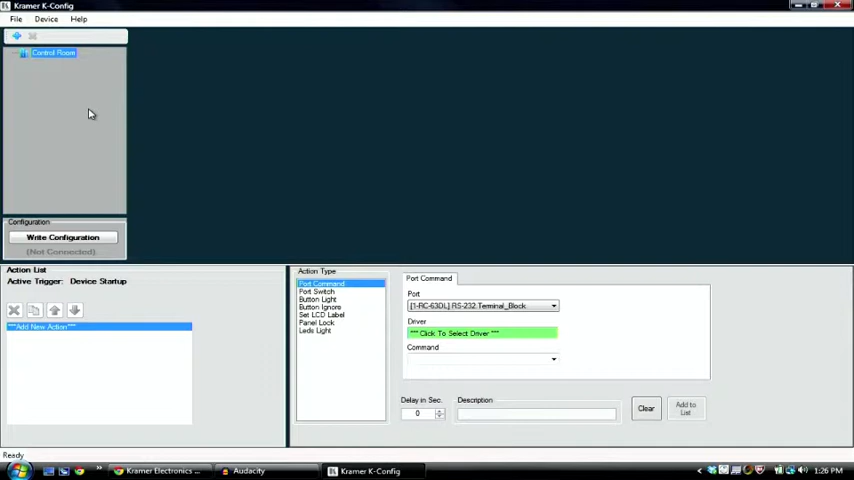 Kramer K-Config
File Device Help
Control Room
Configuration
Write Configuration
(Not Connected)
Action List
Active Trigger: Device Startup
***Add New Action***
Action Type
Port Command
Port Switch
Button Light
Button Ignore
Set LCD Label
Panel Lock
Leds Light
Port Command
Port
[1-RC-63DL].RS-232.Terminal_Block
Driver
*** Click To Select Driver ***
Command
Delay in Sec.
0
Description
Clear
Add to
List
Ready
Kramer Electronics ...
Audacity
Kramer K-Config
1:26 PM